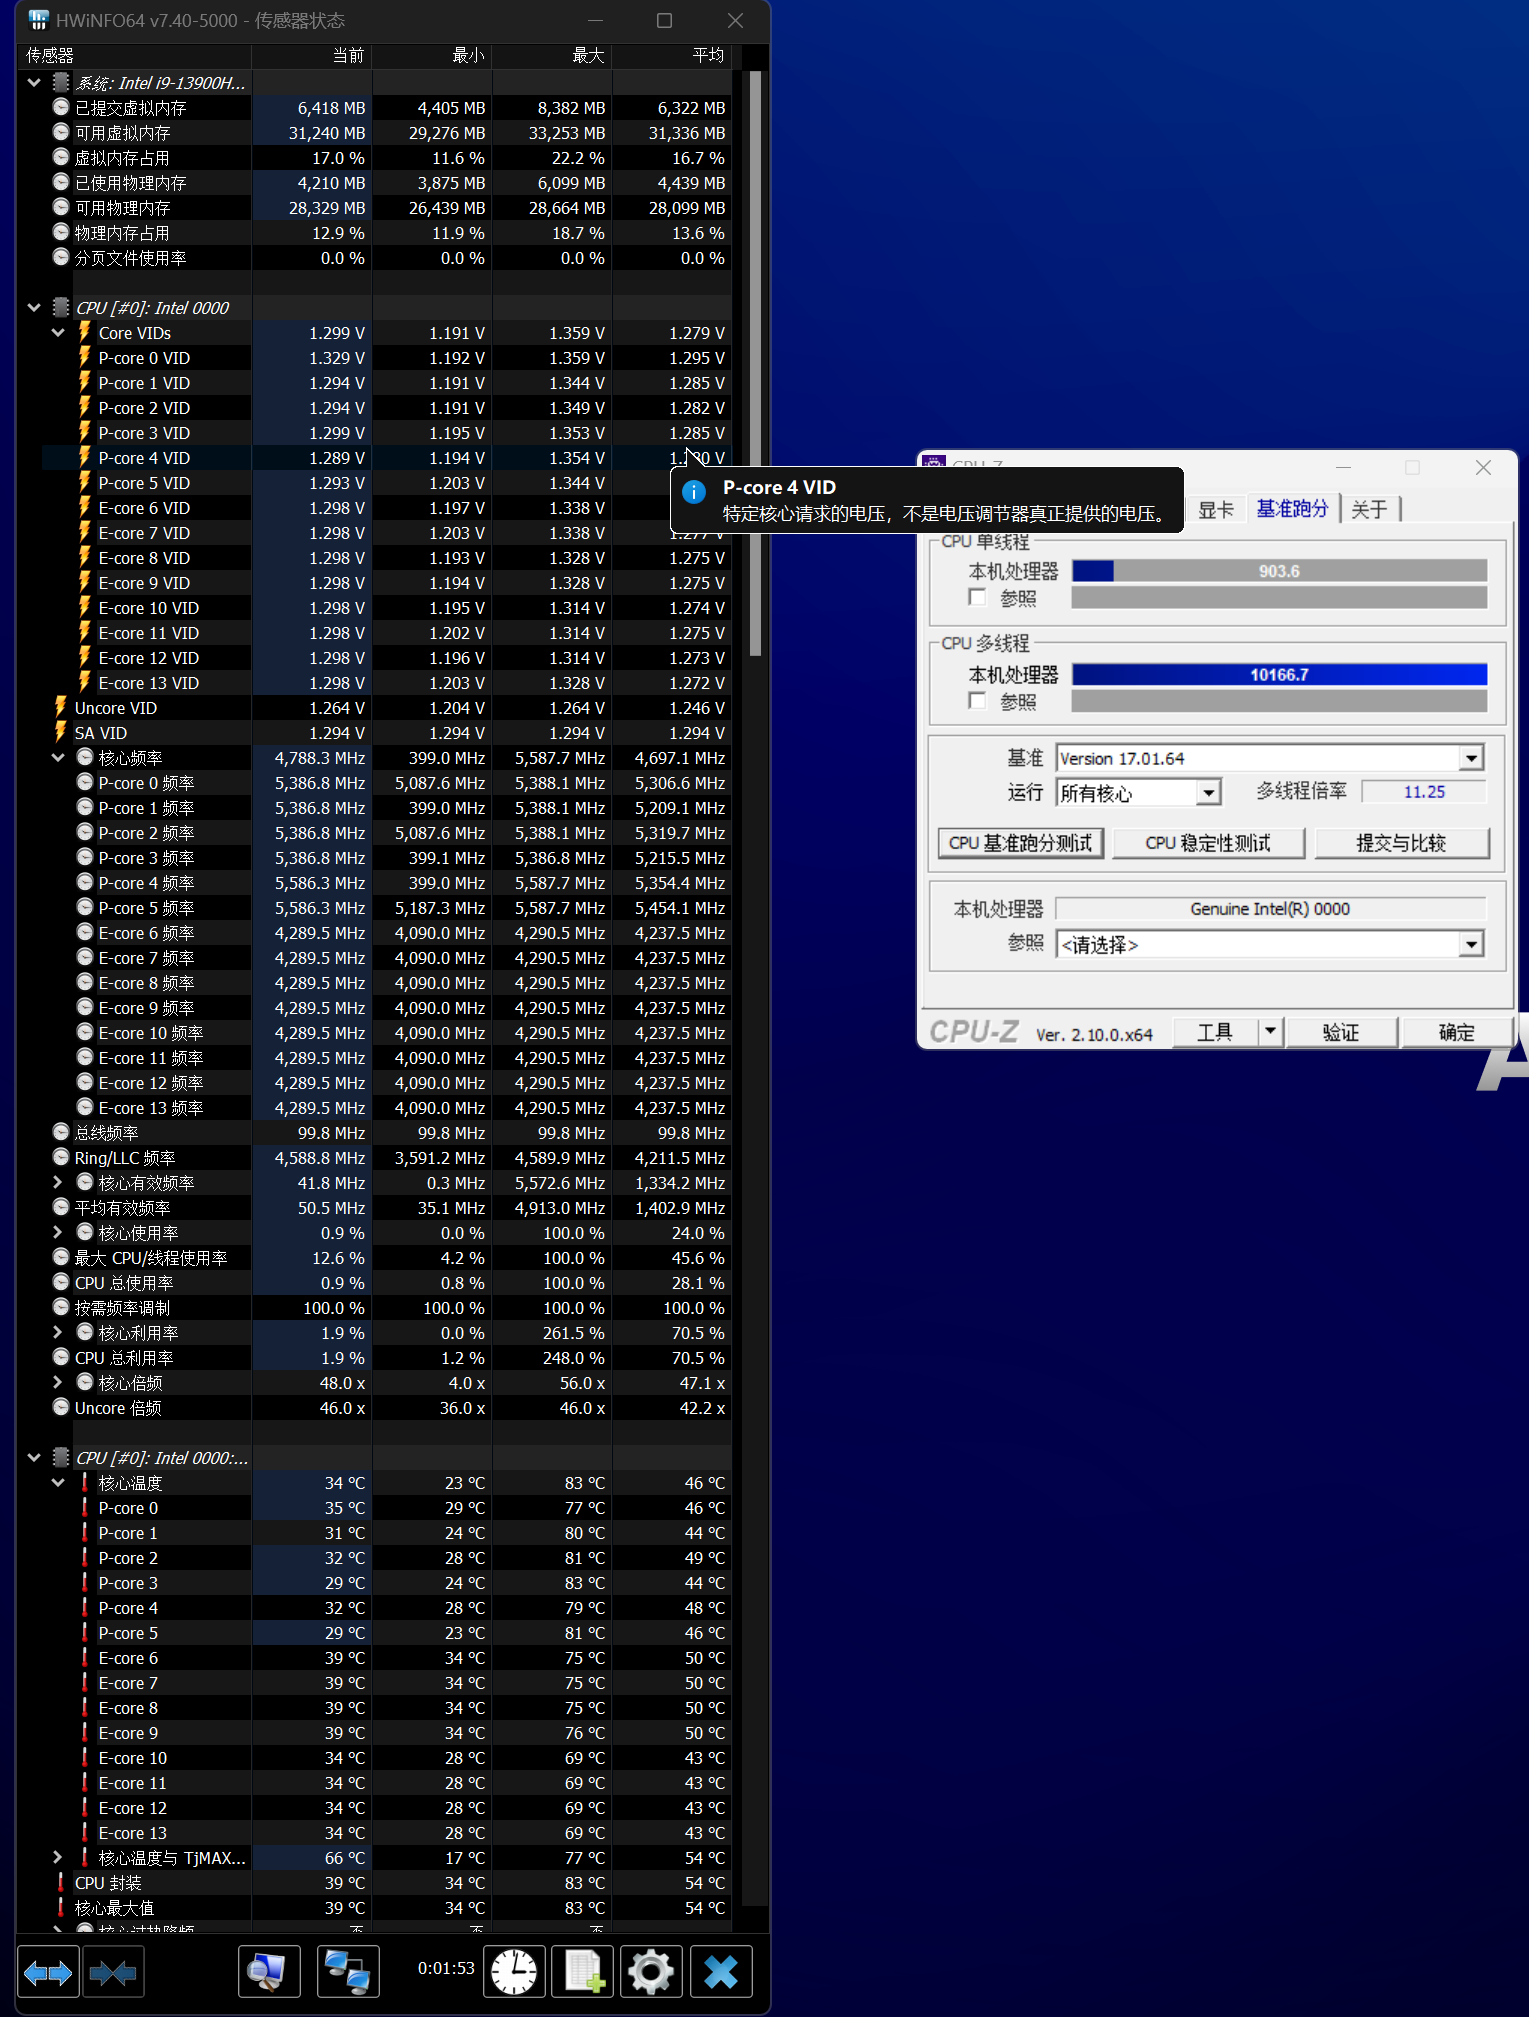 HWiNFO64 v7.40-5000 - 传感器状态
传感器 当前 最小 最大 平均
系统: Intel i9-13900H...
已提交虚拟内存 6,418 MB 4,405 MB 8,382 MB 6,322 MB
可用虚拟内存 31,240 MB 29,276 MB 33,253 MB 31,336 MB
虚拟内存占用 17.0 % 11.6 % 22.2 % 16.7 %
已使用物理内存 4,210 MB 3,875 MB 6,099 MB 4,439 MB
可用物理内存 28,329 MB 26,439 MB 28,664 MB 28,099 MB
物理内存占用 12.9 % 11.9 % 18.7 % 13.6 %
分页文件使用率 0.0 % 0.0 % 0.0 % 0.0 %
CPU [#0]: Intel 0000
Core VIDs 1.299 V 1.191 V 1.359 V 1.279 V
P-core 0 VID 1.329 V 1.192 V 1.359 V 1.295 V
P-core 1 VID 1.294 V 1.191 V 1.344 V 1.285 V
P-core 2 VID 1.294 V 1.191 V 1.349 V 1.282 V
P-core 3 VID 1.299 V 1.195 V 1.353 V 1.285 V
P-core 4 VID 1.289 V 1.194 V 1.354 V
P-core 5 VID 1.293 V 1.203 V 1.344 V
E-core 6 VID 1.298 V 1.197 V 1.338 V
E-core 7 VID 1.298 V 1.203 V 1.338 V
E-core 8 VID 1.298 V 1.193 V 1.328 V 1.275 V
E-core 9 VID 1.298 V 1.194 V 1.328 V 1.275 V
E-core 10 VID 1.298 V 1.195 V 1.314 V 1.274 V
E-core 11 VID 1.298 V 1.202 V 1.314 V 1.275 V
E-core 12 VID 1.298 V 1.196 V 1.314 V 1.273 V
E-core 13 VID 1.298 V 1.203 V 1.328 V 1.272 V
Uncore VID 1.264 V 1.204 V 1.264 V 1.246 V
SA VID 1.294 V 1.294 V 1.294 V 1.294 V
核心频率 4,788.3 MHz 399.0 MHz 5,587.7 MHz 4,697.1 MHz
P-core 0 频率 5,386.8 MHz 5,087.6 MHz 5,388.1 MHz 5,306.6 MHz
P-core 1 频率 5,386.8 MHz 399.0 MHz 5,388.1 MHz 5,209.1 MHz
P-core 2 频率 5,386.8 MHz 5,087.6 MHz 5,388.1 MHz 5,319.7 MHz
P-core 3 频率 5,386.8 MHz 399.1 MHz 5,386.8 MHz 5,215.5 MHz
P-core 4 频率 5,586.3 MHz 399.0 MHz 5,587.7 MHz 5,354.4 MHz
P-core 5 频率 5,586.3 MHz 5,187.3 MHz 5,587.7 MHz 5,454.1 MHz
E-core 6 频率 4,289.5 MHz 4,090.0 MHz 4,290.5 MHz 4,237.5 MHz
E-core 7 频率 4,289.5 MHz 4,090.0 MHz 4,290.5 MHz 4,237.5 MHz
E-core 8 频率 4,289.5 MHz 4,090.0 MHz 4,290.5 MHz 4,237.5 MHz
E-core 9 频率 4,289.5 MHz 4,090.0 MHz 4,290.5 MHz 4,237.5 MHz
E-core 10 频率 4,289.5 MHz 4,090.0 MHz 4,290.5 MHz 4,237.5 MHz
E-core 11 频率 4,289.5 MHz 4,090.0 MHz 4,290.5 MHz 4,237.5 MHz
E-core 12 频率 4,289.5 MHz 4,090.0 MHz 4,290.5 MHz 4,237.5 MHz
E-core 13 频率 4,289.5 MHz 4,090.0 MHz 4,290.5 MHz 4,237.5 MHz
总线频率 99.8 MHz 99.8 MHz 99.8 MHz 99.8 MHz
Ring/LLC 频率 4,588.8 MHz 3,591.2 MHz 4,589.9 MHz 4,211.5 MHz
核心有效频率 41.8 MHz 0.3 MHz 5,572.6 MHz 1,334.2 MHz
平均有效频率 50.5 MHz 35.1 MHz 4,913.0 MHz 1,402.9 MHz
核心使用率 0.9 % 0.0 % 100.0 % 24.0 %
最大 CPU/线程使用率 12.6 % 4.2 % 100.0 % 45.6 %
CPU 总使用率 0.9 % 0.8 % 100.0 % 28.1 %
按需频率调制 100.0 % 100.0 % 100.0 % 100.0 %
核心利用率 1.9 % 0.0 % 261.5 % 70.5 %
CPU 总利用率 1.9 % 1.2 % 248.0 % 70.5 %
核心倍频 48.0 x 4.0 x 56.0 x 47.1 x
Uncore 倍频 46.0 x 36.0 x 46.0 x 42.2 x
CPU [#0]: Intel 0000:...
核心温度 34 °C 23 °C 83 °C 46 °C
P-core 0 35 °C 29 °C 77 °C 46 °C
P-core 1 31 °C 24 °C 80 °C 44 °C
P-core 2 32 °C 28 °C 81 °C 49 °C
P-core 3 29 °C 24 °C 83 °C 44 °C
P-core 4 32 °C 28 °C 79 °C 48 °C
P-core 5 29 °C 23 °C 81 °C 46 °C
E-core 6 39 °C 34 °C 75 °C 50 °C
E-core 7 39 °C 34 °C 75 °C 50 °C
E-core 8 39 °C 34 °C 75 °C 50 °C
E-core 9 39 °C 34 °C 76 °C 50 °C
E-core 10 34 °C 28 °C 69 °C 43 °C
E-core 11 34 °C 28 °C 69 °C 43 °C
E-core 12 34 °C 28 °C 69 °C 43 °C
E-core 13 34 °C 28 °C 69 °C 43 °C
核心温度与 TjMAX... 66 °C 17 °C 77 °C 54 °C
CPU 封装 39 °C 34 °C 83 °C 54 °C
核心最大值 39 °C 34 °C 83 °C 54 °C
0:01:53
P-core 4 VID
特定核心请求的电压，不是电压调节器真正提供的电压。
显卡 基准跑分 关于
CPU 单线程
本机处理器 903.6
参照
CPU 多线程
本机处理器 10166.7
参照
基准 Version 17.01.64
运行 所有核心 多线程倍率 11.25
CPU 基准跑分测试 CPU 稳定性测试 提交与比较
本机处理器 Genuine Intel(R) 0000
参照 <请选择>
CPU-Z Ver. 2.10.0.x64 工具 验证 确定